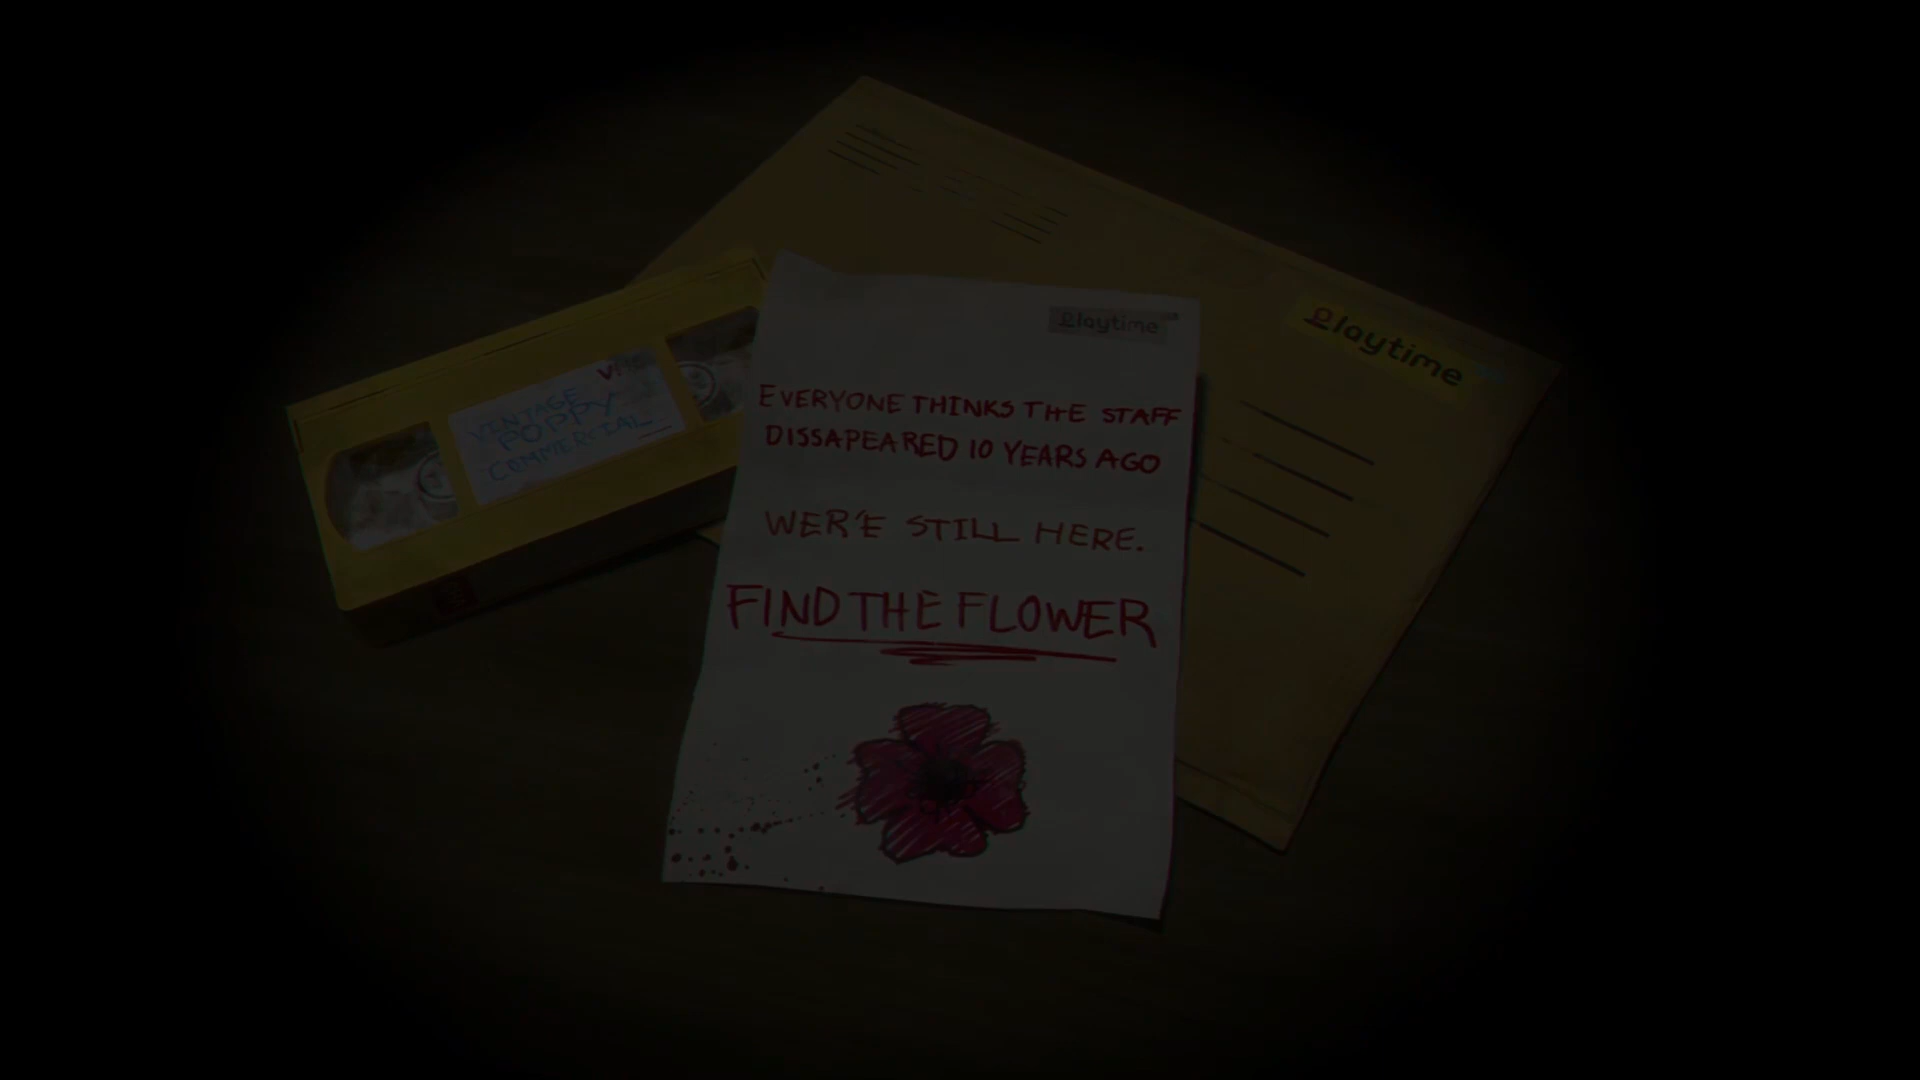 Playtime
EVERYONE THINKS THE STAFF
DISSAPEARED 10 YEARS AGO
WER'E STILL HERE.
FIND THE FLOWER
VINTAGE
POPPY
COMMERCIAL
Playtime